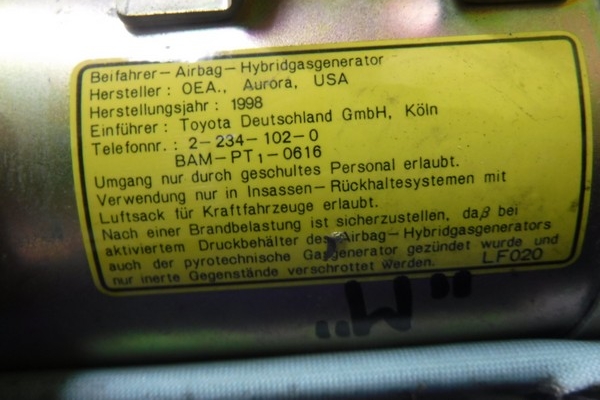 Beifahrer-Airbag-Hybridgasgenerator
Hersteller : OEA., Aurora, USA
Herstellungsjahr : 1998
Einführer : Toyota Deutschland GmbH, Köln
Telefonnr. : 2-234-102-0
BAM-PT1-0616
Umgang nur durch geschultes Personal erlaubt.
Verwendung nur in Insassen-Rückhaltesystemen mit
Luftsack für Kraftfahrzeuge erlaubt.
Nach einer Brandbelastung ist sicherzustellen, daβ bei
aktiviertem Druckbehälter des Airbag-Hybridgasgenerators
auch der pyrotechnische Gasgenerator gezündet wurde und
nur inerte Gegenstände verschrottet werden. LF020
"M"